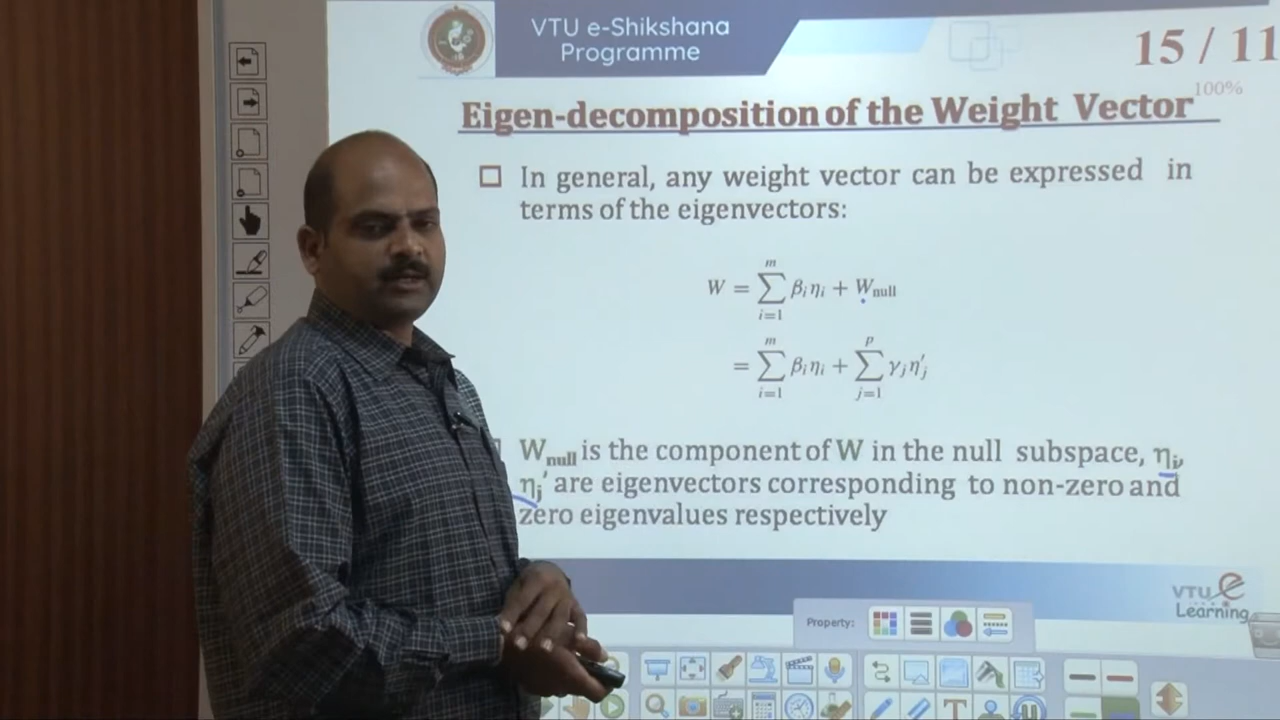 VTU e-Shikshana
Programme
15 / 11
100%
Eigen-decomposition of the Weight Vector
In general, any weight vector can be expressed in
terms of the eigenvectors:
W = ∑_{i=1}^{m} β_i η_i + W_null
= ∑_{i=1}^{m} β_i η_i + ∑_{j=1}^{p} γ_j η′_j
W_null is the component of W in the null subspace, η_i,
η_j′ are eigenvectors corresponding to non-zero and
zero eigenvalues respectively
VTU e
Learning
Property: